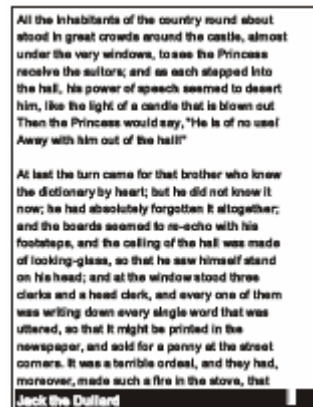 All the inhabitants of the country round about
stood in great crowds around the castle, almost
under the very windows, to see the Princess
receive the suitors; and as each stepped into
the hall, his power of speech seemed to desert
him, like the light of a candle that is blown out
Then the Princess would say, "He is of no use!
Away with him out of the hall!"
At last the turn came for that brother who knew
the dictionary by heart; but he did not know it
now; he had absolutely forgotten it altogether;
and the boards seemed to re-echo with his
footsteps, and the ceiling of the hall was made
of looking-glass, so that he saw himself stand
on his head; and at the window stood three
clerks and a head clerk, and every one of them
was writing down every single word that was
uttered, so that it might be printed in the
newspaper, and sold for a penny at the street
corners. It was a terrible ordeal, and they had,
moreover, made such a fire in the stove, that
Jack the Dullard